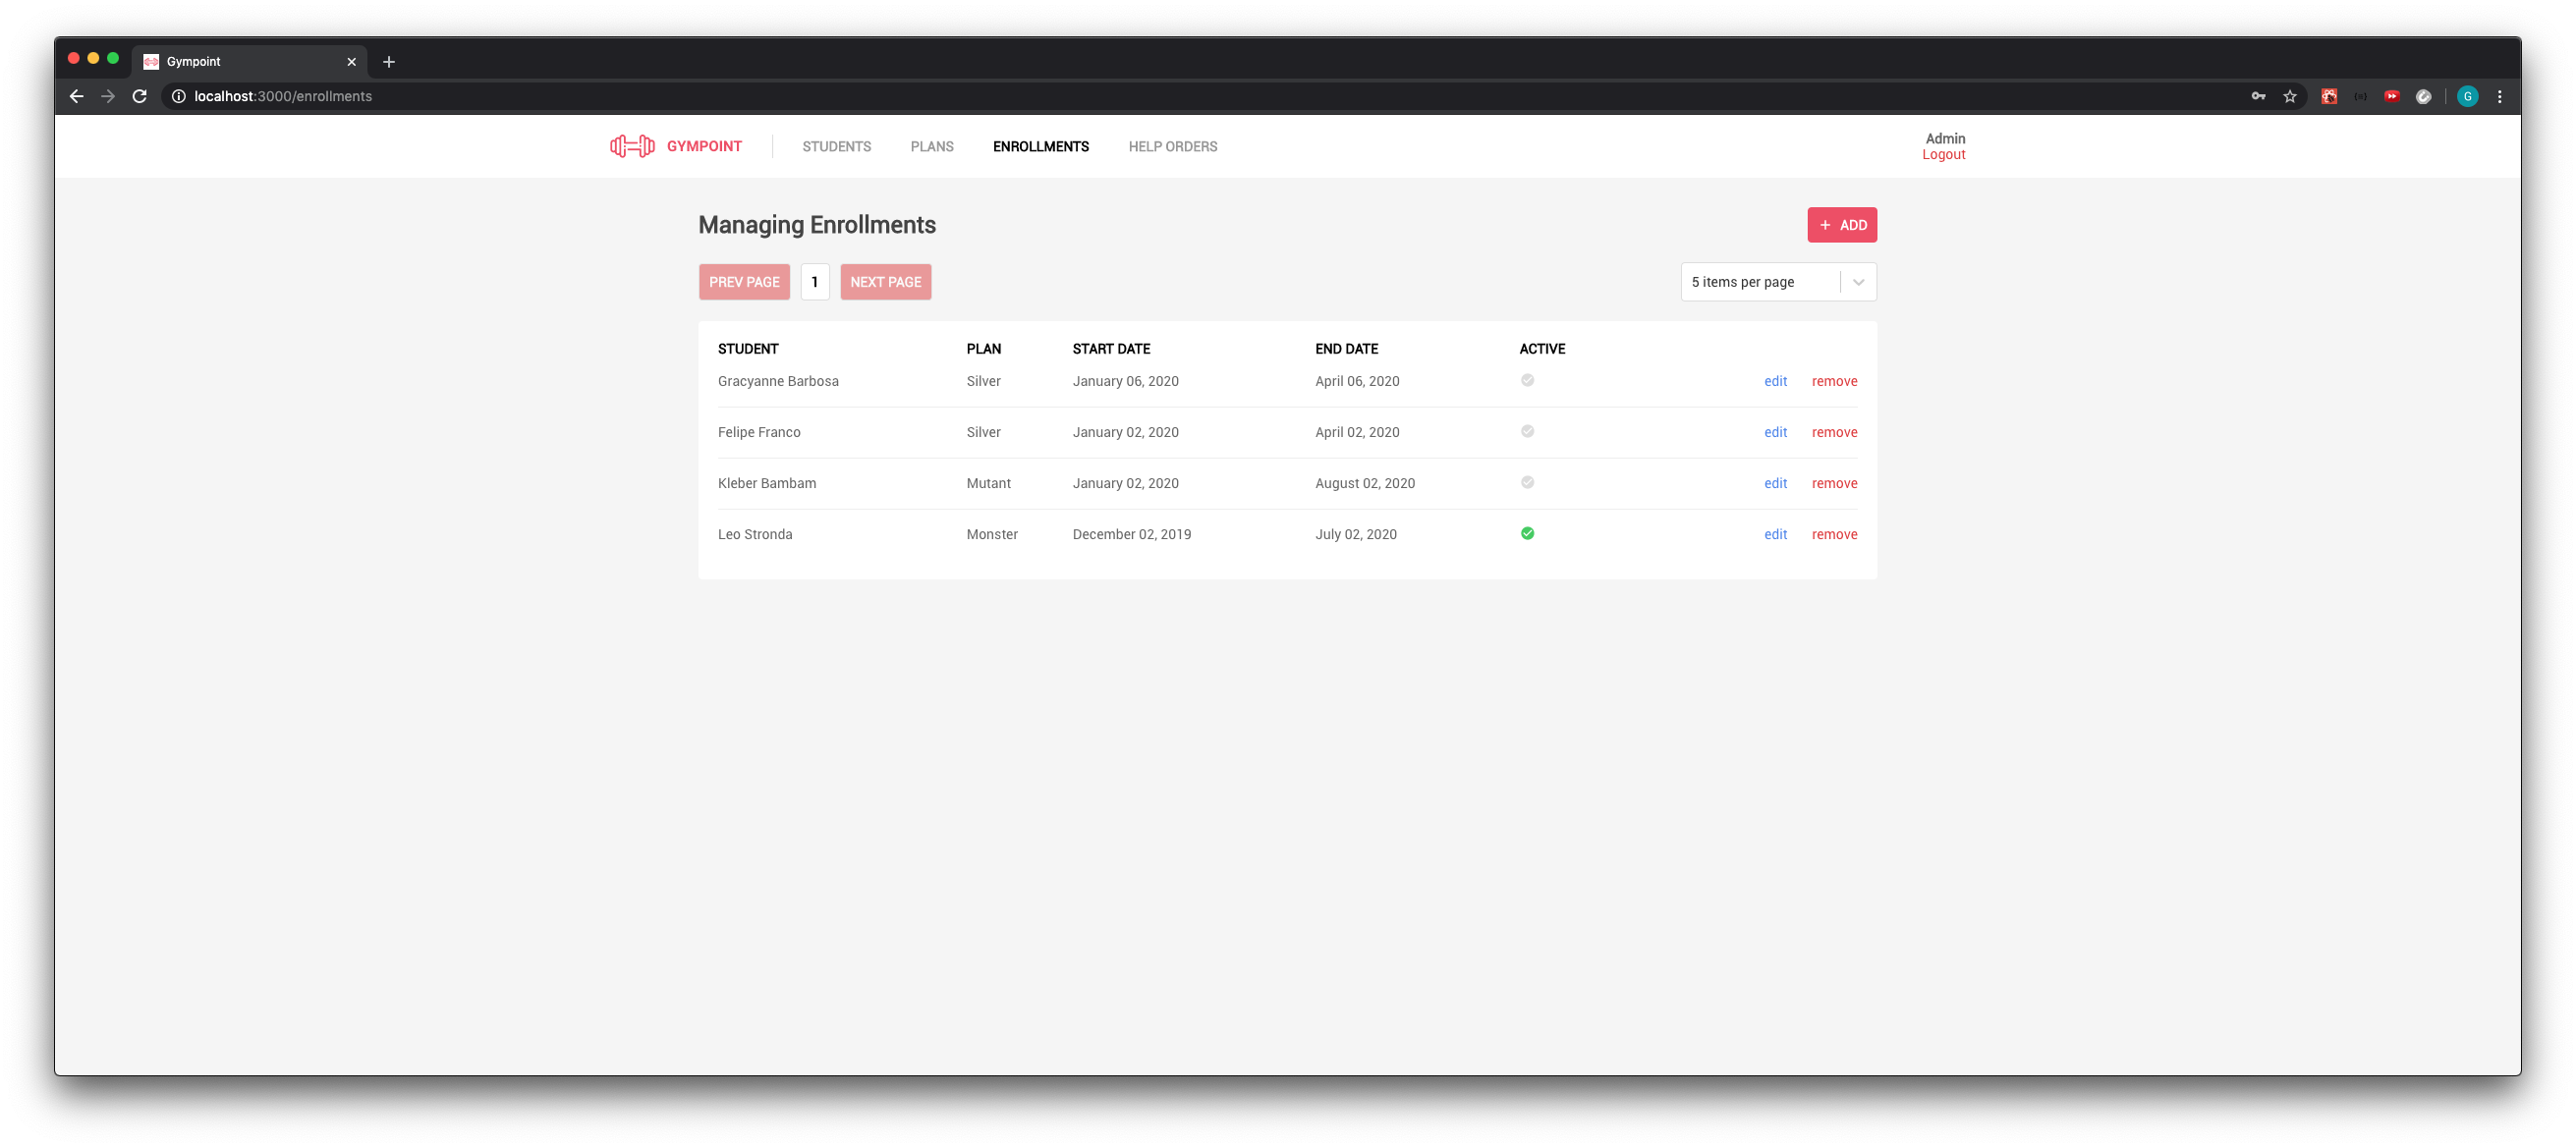 Gympoint
localhost:3000/enrollments
G
GYMPOINT STUDENTS PLANS ENROLLMENTS HELP ORDERS
Admin
Logout
Managing Enrollments
+ ADD
PREV PAGE 1 NEXT PAGE
5 items per page
STUDENT PLAN START DATE END DATE ACTIVE
Gracyanne Barbosa Silver January 06, 2020 April 06, 2020 edit remove
Felipe Franco Silver January 02, 2020 April 02, 2020 edit remove
Kleber Bambam Mutant January 02, 2020 August 02, 2020 edit remove
Leo Stronda Monster December 02, 2019 July 02, 2020 edit remove